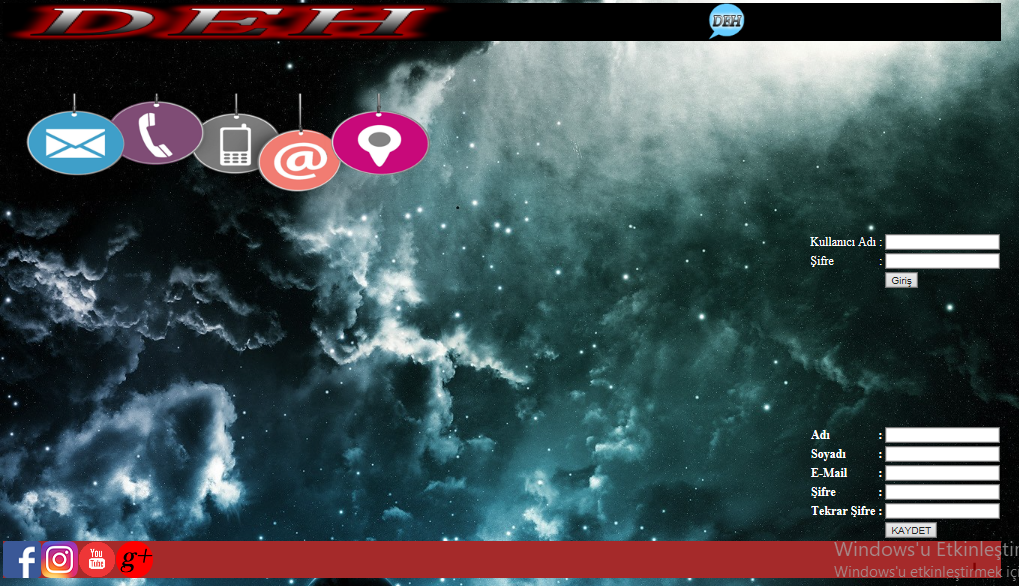 DEH
DEH
@
Kullanıcı Adı :
Şifre :
Giriş
Adı :
Soyadı :
E-Mail :
Şifre :
Tekrar Şifre :
KAYDET
f
You
Tube
g+
Windows'u Etkinleştir
Windows'u etkinleştirmek için